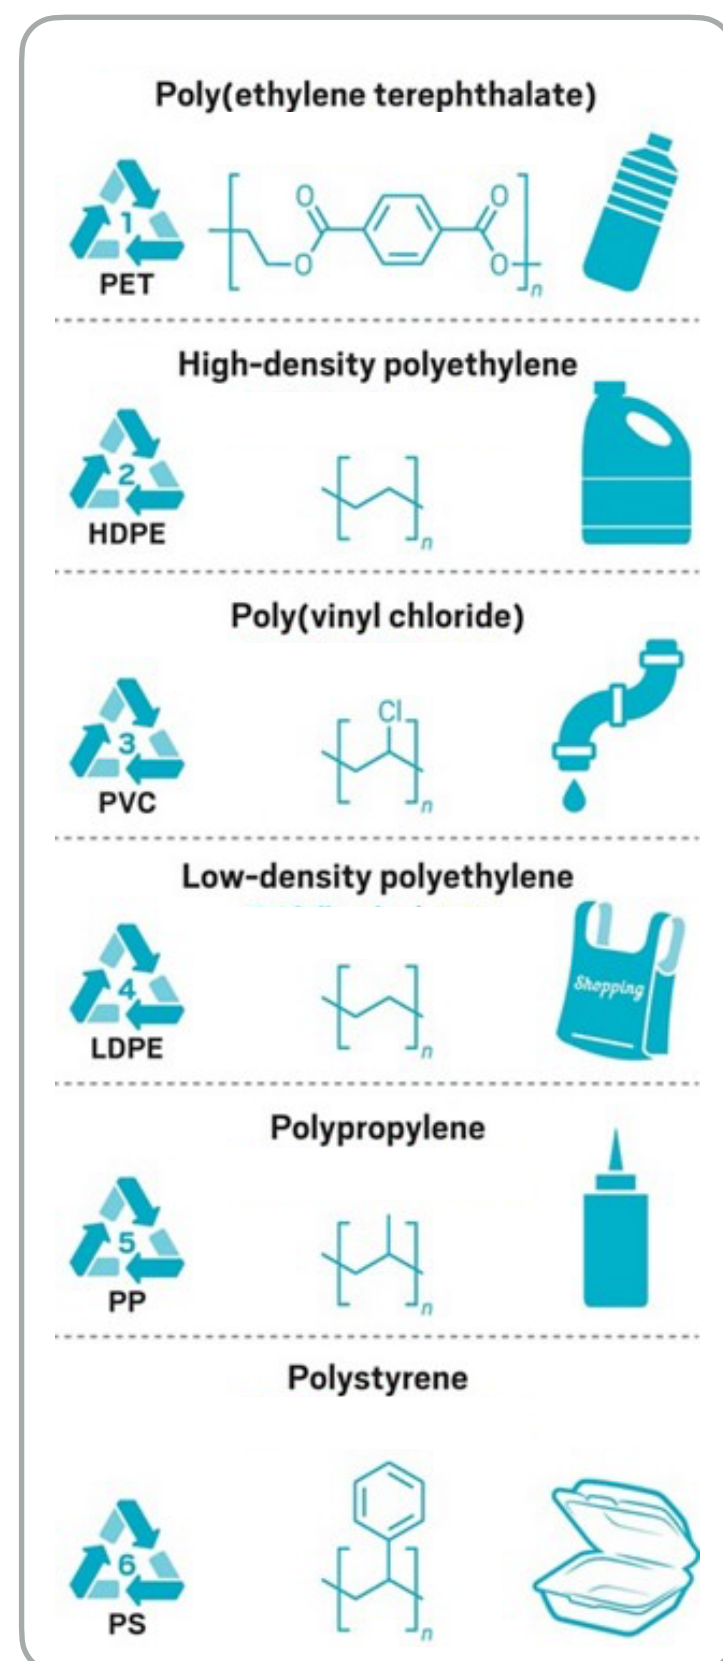 Poly(ethylene terephthalate)
1
PET
O
O
O
O
n
High-density polyethylene
2
HDPE
n
Poly(vinyl chloride)
3
PVC
Cl
n
Low-density polyethylene
4
LDPE
n
Shopping
Polypropylene
5
PP
n
Polystyrene
6
PS
n